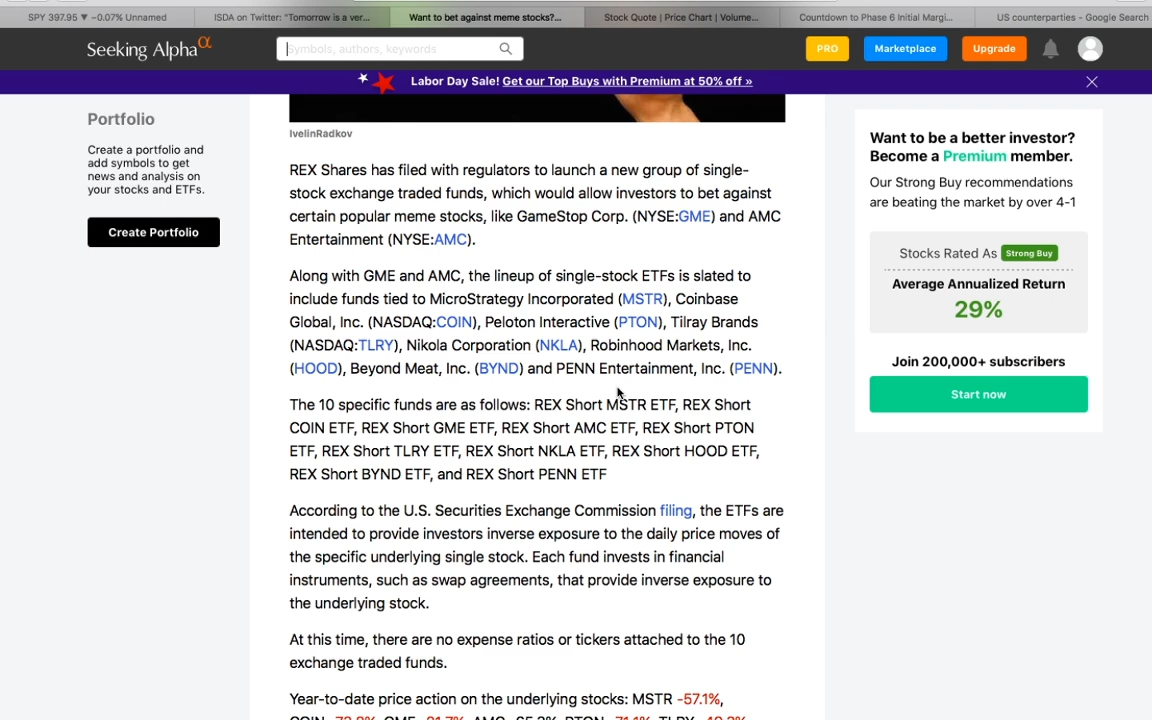 SPY 397.95 ▼ −0.07% Unnamed
ISDA on Twitter: "Tomorrow is a ver...
Want to bet against meme stocks?...
Stock Quote | Price Chart | Volume...
Countdown to Phase 6 Initial Margi...
US counterparties - Google Search
Seeking Alpha α
Symbols, authors, keywords
PRO
Marketplace
Upgrade
Labor Day Sale! Get our Top Buys with Premium at 50% off »
Portfolio
Create a portfolio and
add symbols to get
news and analysis on
your stocks and ETFs.
Create Portfolio
IvelinRadkov
REX Shares has filed with regulators to launch a new group of single-
stock exchange traded funds, which would allow investors to bet against
certain popular meme stocks, like GameStop Corp. (NYSE:GME) and AMC
Entertainment (NYSE:AMC).
Along with GME and AMC, the lineup of single-stock ETFs is slated to
include funds tied to MicroStrategy Incorporated (MSTR), Coinbase
Global, Inc. (NASDAQ:COIN), Peloton Interactive (PTON), Tilray Brands
(NASDAQ:TLRY), Nikola Corporation (NKLA), Robinhood Markets, Inc.
(HOOD), Beyond Meat, Inc. (BYND) and PENN Entertainment, Inc. (PENN).
The 10 specific funds are as follows: REX Short MSTR ETF, REX Short
COIN ETF, REX Short GME ETF, REX Short AMC ETF, REX Short PTON
ETF, REX Short TLRY ETF, REX Short NKLA ETF, REX Short HOOD ETF,
REX Short BYND ETF, and REX Short PENN ETF
According to the U.S. Securities Exchange Commission filing, the ETFs are
intended to provide investors inverse exposure to the daily price moves of
the specific underlying single stock. Each fund invests in financial
instruments, such as swap agreements, that provide inverse exposure to
the underlying stock.
At this time, there are no expense ratios or tickers attached to the 10
exchange traded funds.
Year-to-date price action on the underlying stocks: MSTR -57.1%,
Want to be a better investor?
Become a Premium member.
Our Strong Buy recommendations
are beating the market by over 4-1
Stocks Rated As Strong Buy
Average Annualized Return
29%
Join 200,000+ subscribers
Start now